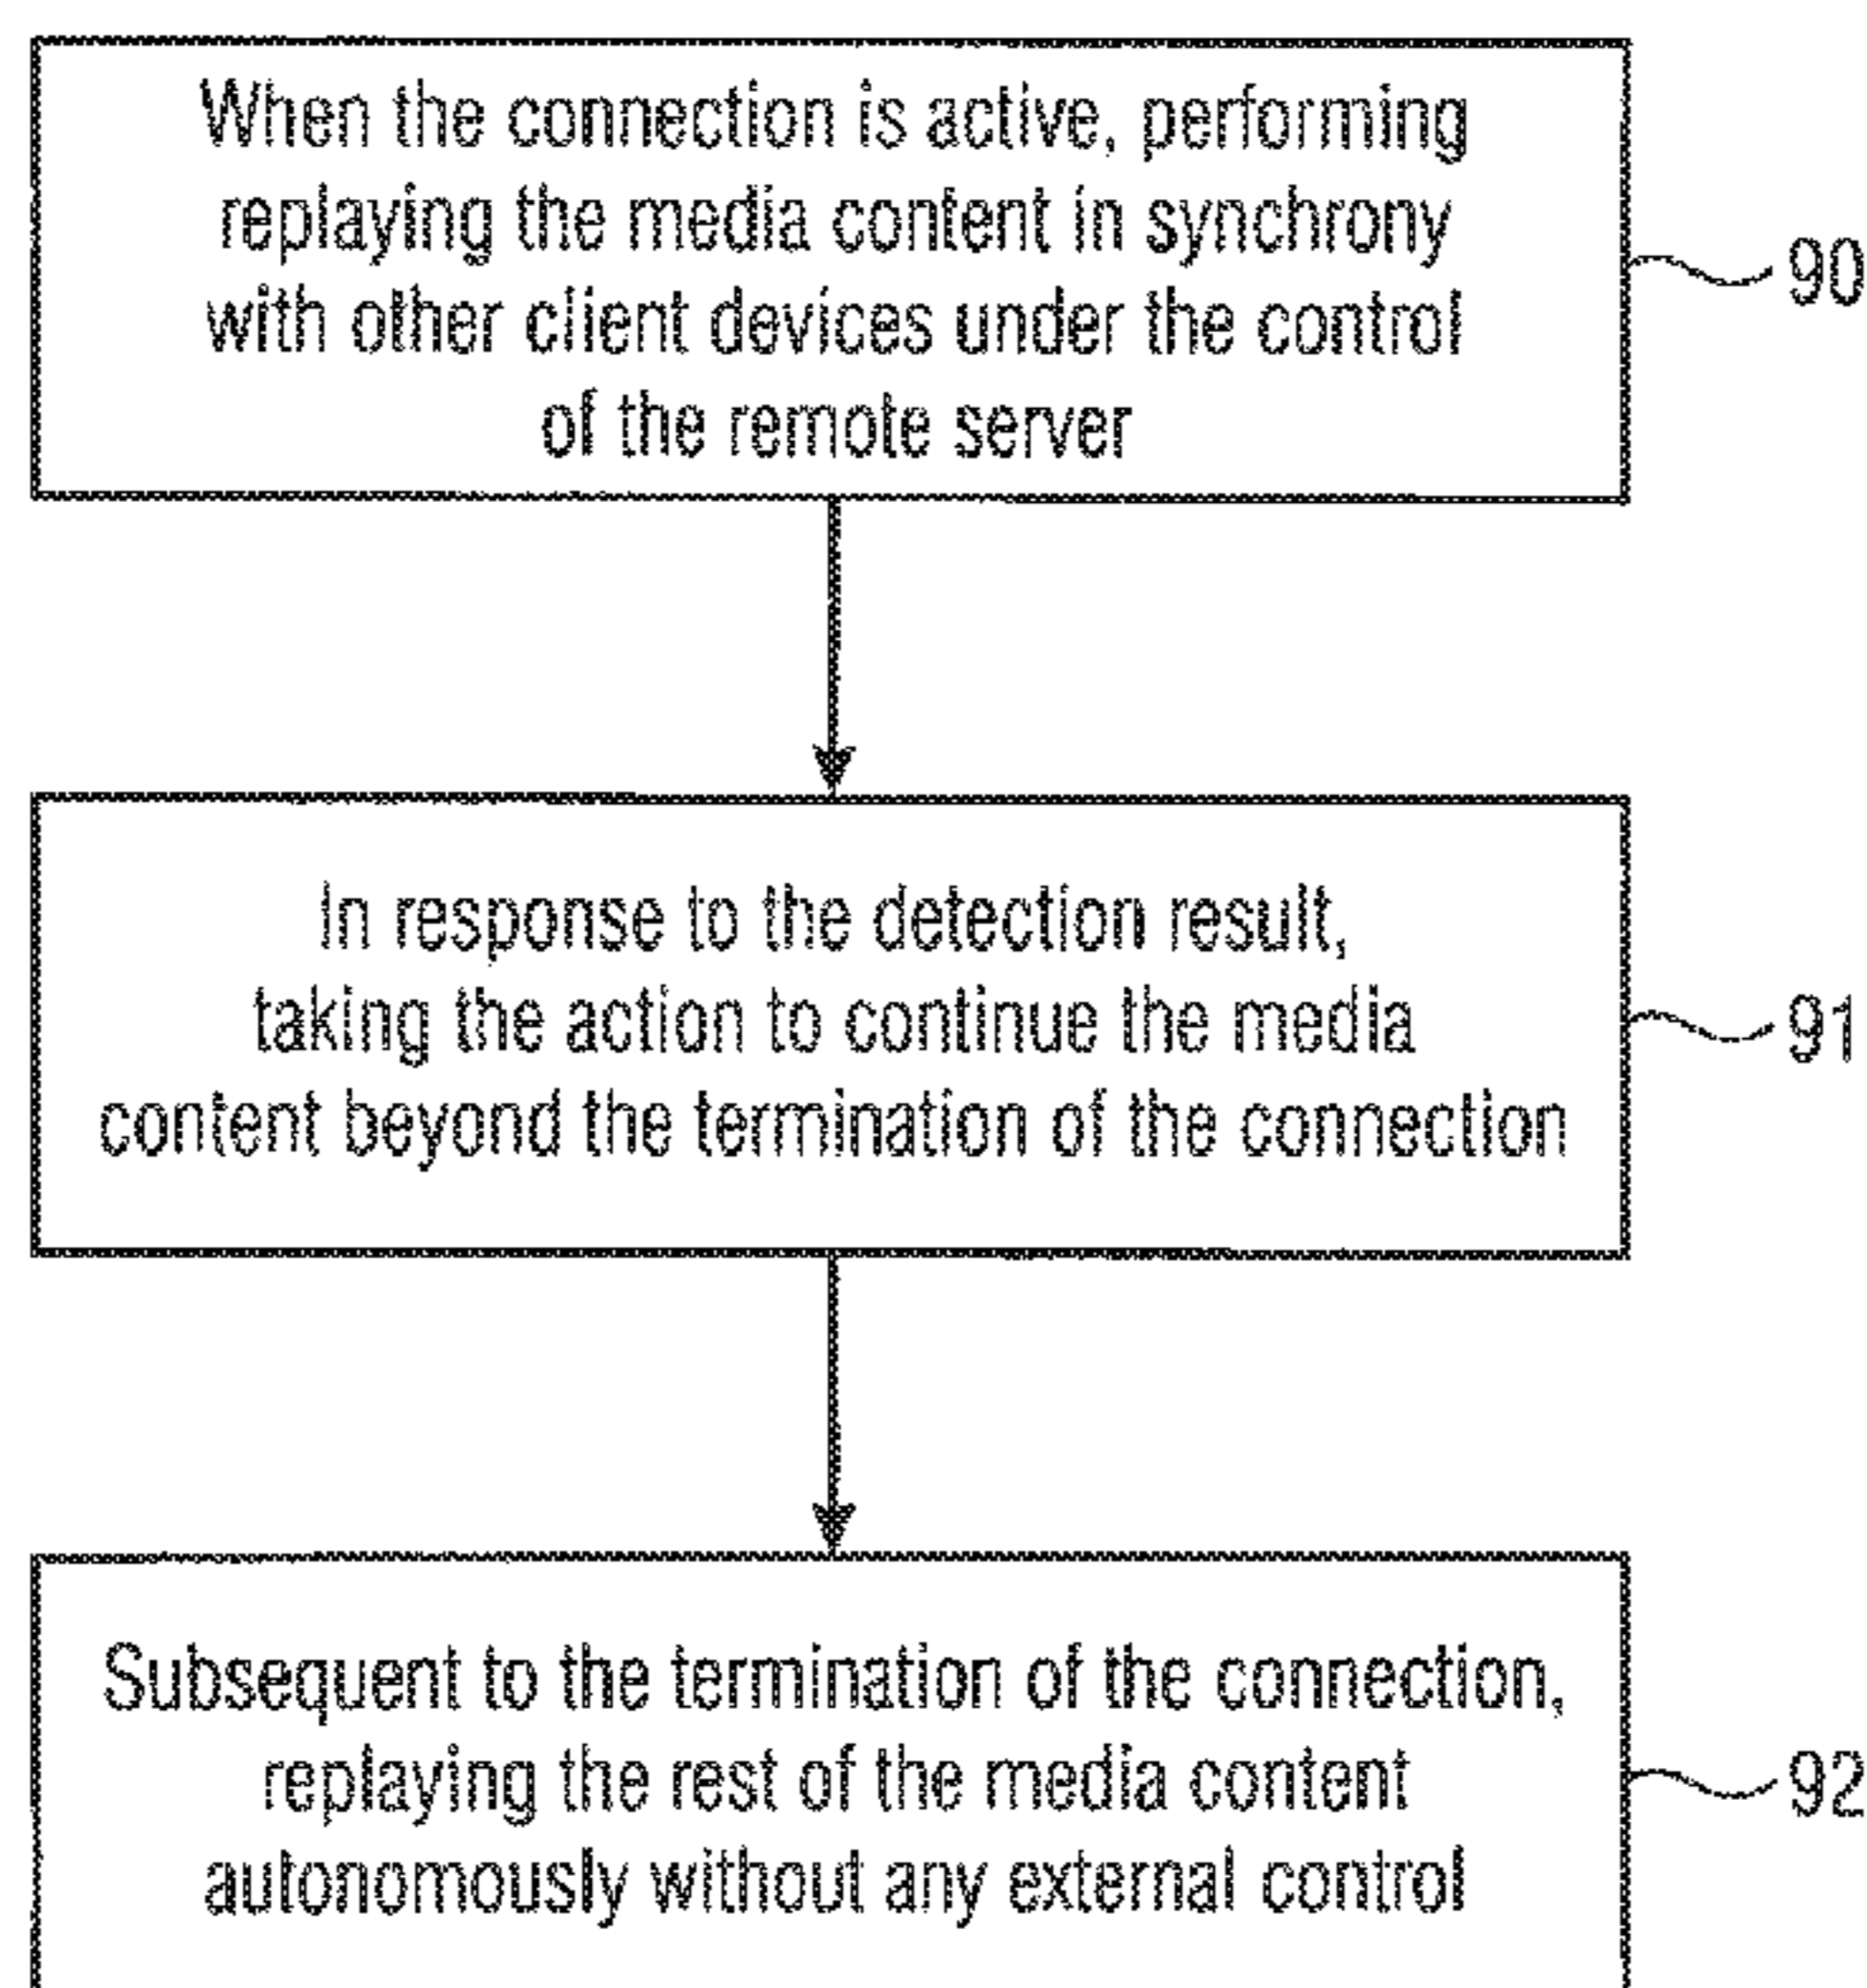 When the connection is active, performing
replaying the media content in synchrony
with other client devices under the control
of the remote server
90
In response to the detection result,
taking the action to continue the media
content beyond the termination of the connection
91
Subsequent to the termination of the connection,
replaying the rest of the media content
autonomously without any external control
92